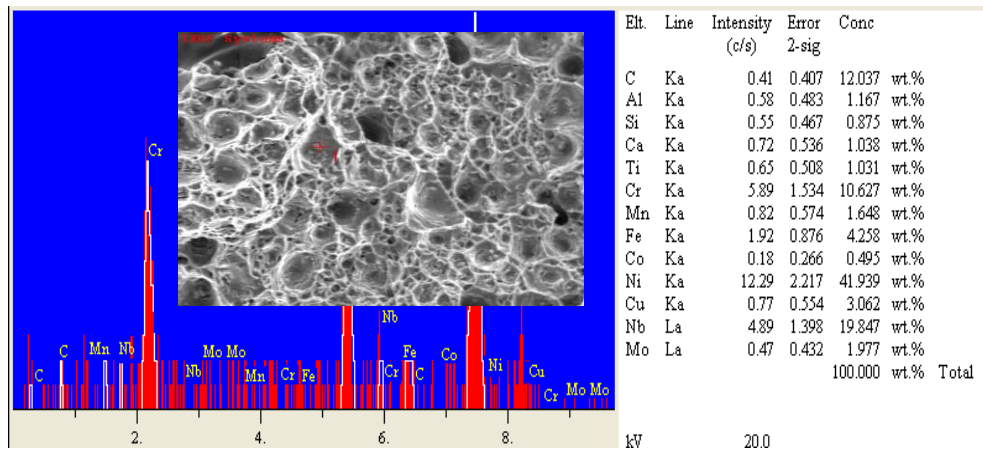 Elt. Line Intensity Error Conc
(c/s) 2-sig
C Ka 0.41 0.407 12.037 wt.%
Al Ka 0.58 0.483 1.167 wt.%
Si Ka 0.55 0.467 0.875 wt.%
Ca Ka 0.72 0.536 1.038 wt.%
Ti Ka 0.65 0.508 1.031 wt.%
Cr Ka 5.89 1.534 10.627 wt.%
Mn Ka 0.82 0.574 1.648 wt.%
Fe Ka 1.92 0.876 4.258 wt.%
Co Ka 0.18 0.266 0.495 wt.%
Ni Ka 12.29 2.217 41.939 wt.%
Cu Ka 0.77 0.554 3.062 wt.%
Nb La 4.89 1.398 19.847 wt.%
Mo La 0.47 0.432 1.977 wt.%
100.000 wt.% Total
kV 20.0
Cr
Nb
C Mn Nb Mo Mo Fe Co
C Nb Mn Cr Fe Cr C Ni Cu
Cr Mo Mo
2. 4. 6. 8.